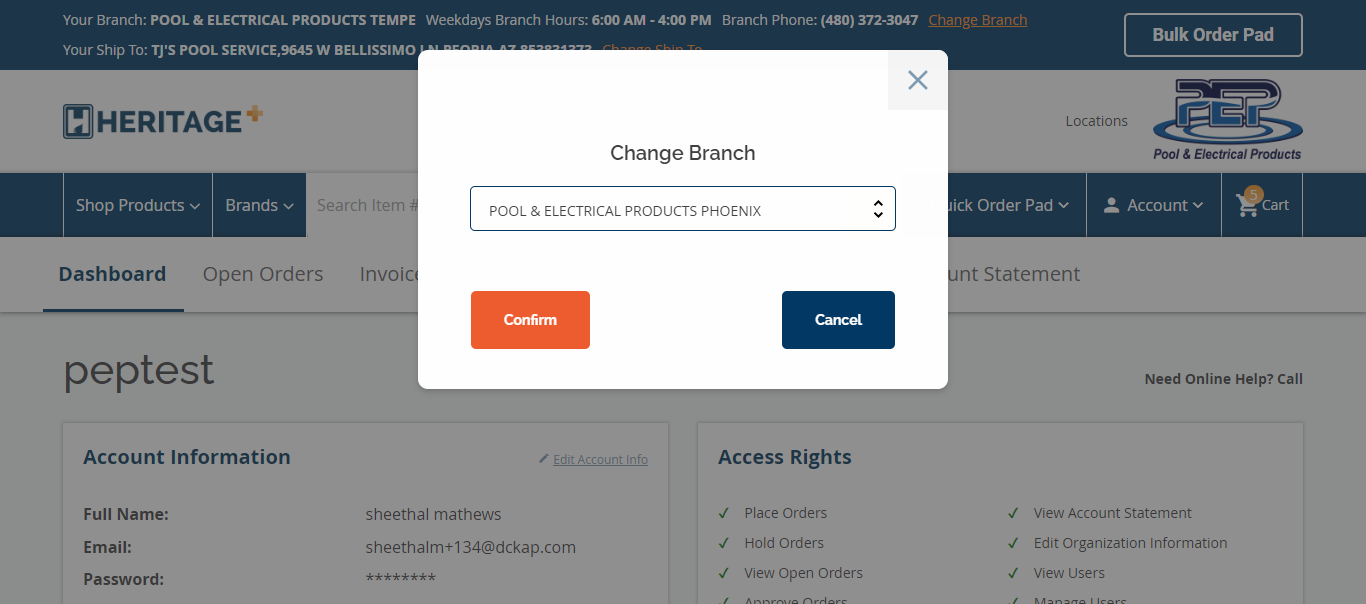 Your Branch: POOL & ELECTRICAL PRODUCTS TEMPE Weekdays Branch Hours: 6:00 AM - 4:00 PM Branch Phone: (480) 372-3047 Change Branch
Your Ship To: TJ'S POOL SERVICE,9645 W BELLISSIMO LN PEORIA AZ 853831373 Change Ship To
Bulk Order Pad
HERITAGE+
Locations
PEP
Pool & Electrical Products
Change Branch
POOL & ELECTRICAL PRODUCTS PHOENIX
Confirm
Cancel
Shop Products
Brands
Search Item #
uick Order Pad
Account
5
Cart
Dashboard
Open Orders
Invoice
unt Statement
peptest
Need Online Help? Call
Account Information
Edit Account Info
Full Name: sheethal mathews
Email: sheethalm+134@dckap.com
Password: ********
Access Rights
Place Orders
View Account Statement
Hold Orders
Edit Organization Information
View Open Orders
View Users
Approve Orders
Manage Users